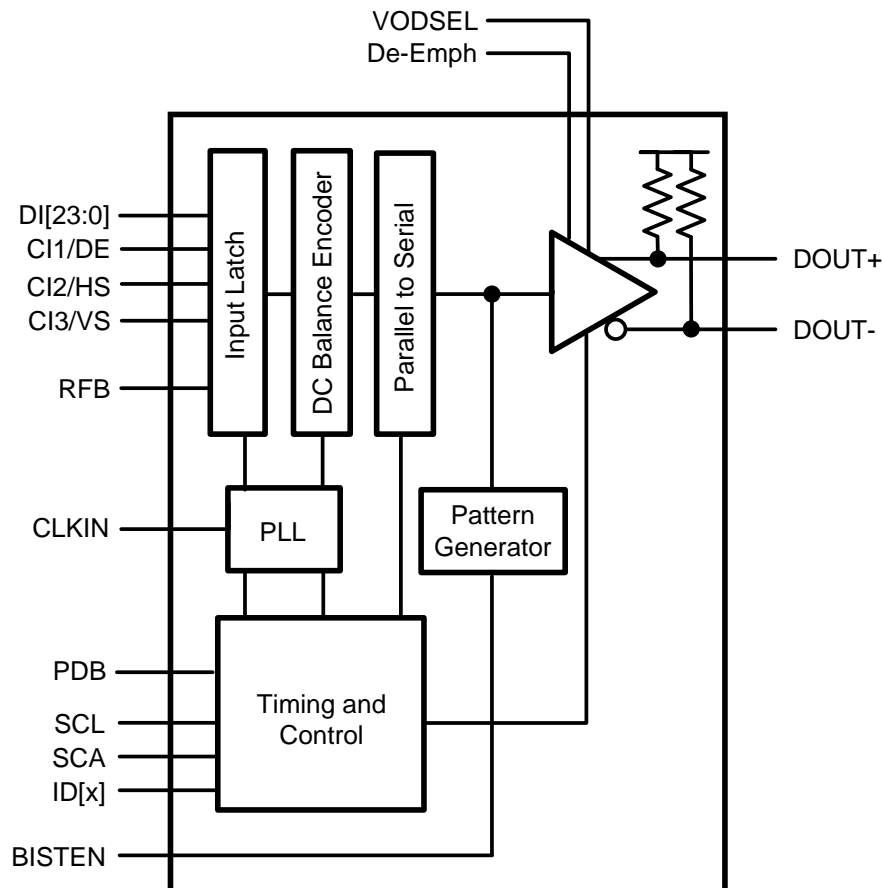 VODSEL
De-Emph
DI[23:0]
CI1/DE
CI2/HS
CI3/VS
RFB
Input Latch
DC Balance Encoder
Parallel to Serial
DOUT+
DOUT-
CLKIN
PLL
Pattern
Generator
PDB
SCL
SCA
ID[x]
Timing and
Control
BISTEN